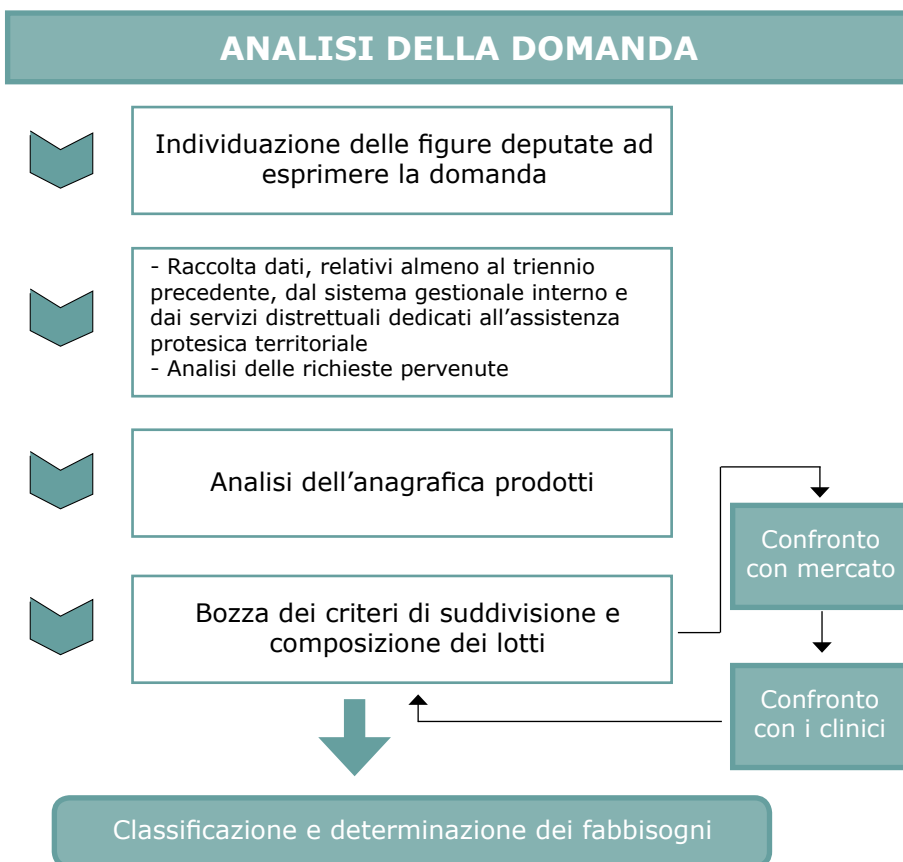 ANALISI DELLA DOMANDA
Individuazione delle figure deputate ad
esprimere la domanda
- Raccolta dati, relativi almeno al triennio
precedente, dal sistema gestionale interno e
dai servizi distrettuali dedicati all’assistenza
protesica territoriale
- Analisi delle richieste pervenute
Analisi dell’anagrafica prodotti
Bozza dei criteri di suddivisione e
composizione dei lotti
Confronto
con mercato
Confronto
con i clinici
Classificazione e determinazione dei fabbisogni